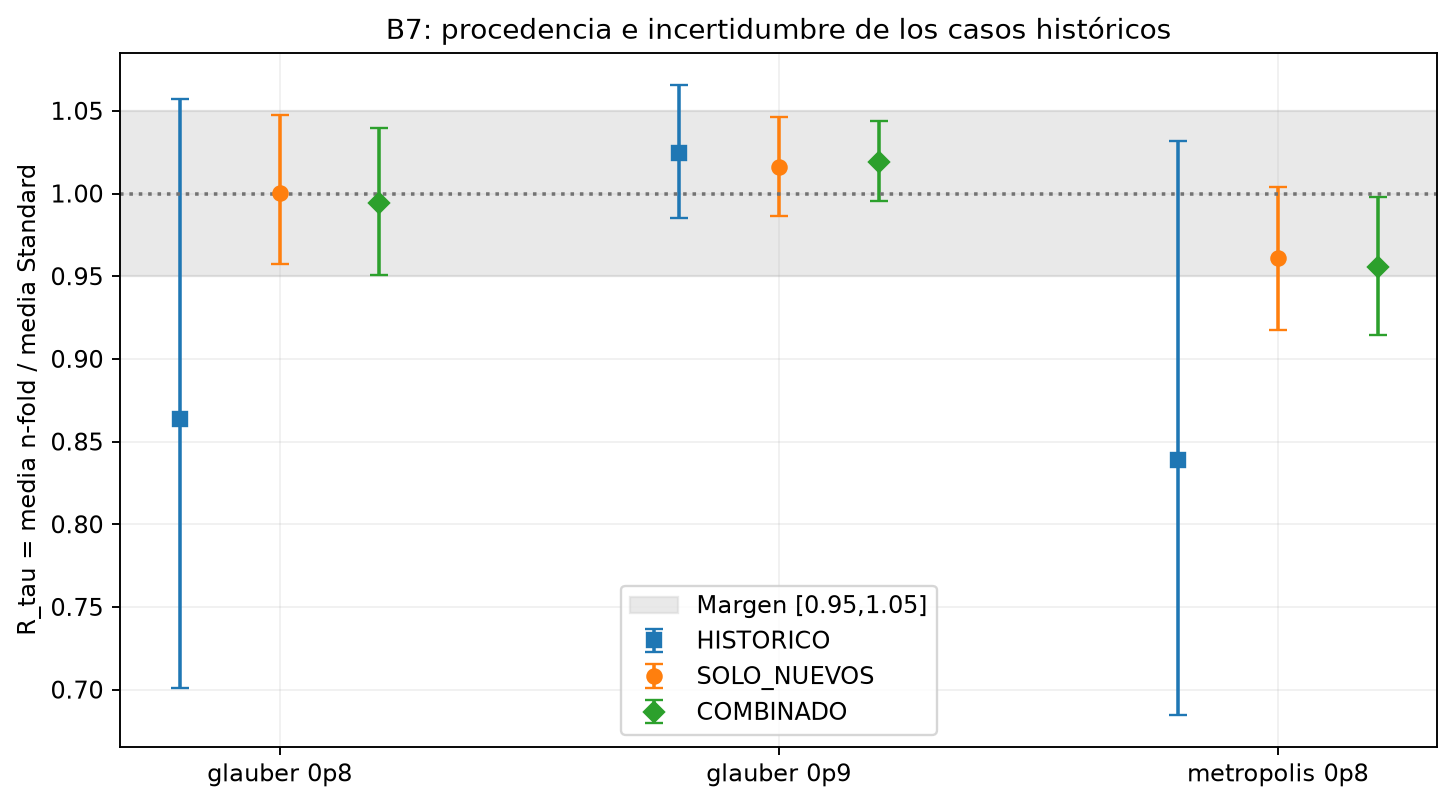 B7: procedencia e incertidumbre de los casos históricos
R_tau = media n-fold / media Standard
1.05
1.00
0.95
0.90
0.85
0.80
0.75
0.70
Margen [0.95,1.05]
HISTORICO
SOLO_NUEVOS
COMBINADO
glauber 0p8
glauber 0p9
metropolis 0p8